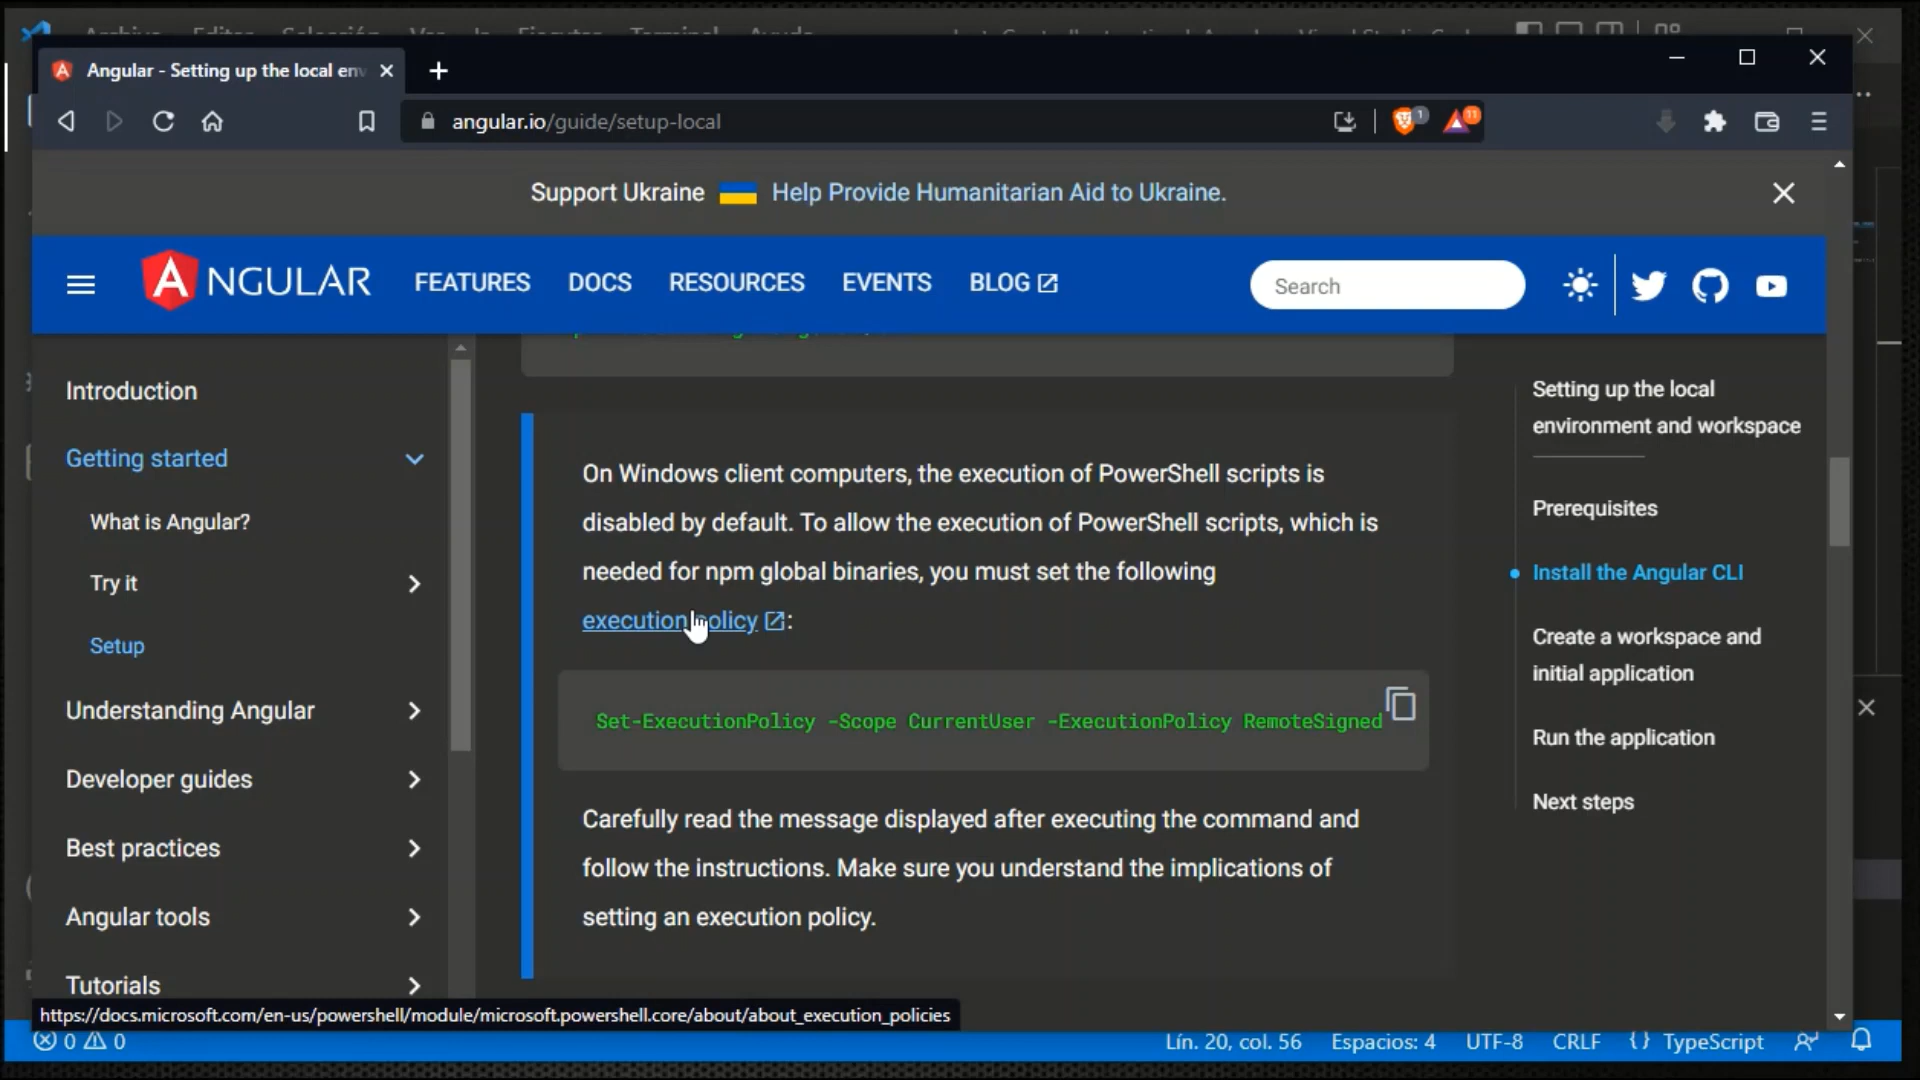 Angular - Setting up the local env
angular.io/guide/setup-local
1
11
Support Ukraine Help Provide Humanitarian Aid to Ukraine.
ANGULAR FEATURES DOCS RESOURCES EVENTS BLOG
Search
Introduction
Getting started
What is Angular?
Try it
Setup
Understanding Angular
Developer guides
Best practices
Angular tools
Tutorials
On Windows client computers, the execution of PowerShell scripts is
disabled by default. To allow the execution of PowerShell scripts, which is
needed for npm global binaries, you must set the following
execution policy :
Set-ExecutionPolicy -Scope CurrentUser -ExecutionPolicy RemoteSigned
Carefully read the message displayed after executing the command and
follow the instructions. Make sure you understand the implications of
setting an execution policy.
Setting up the local
environment and workspace
Prerequisites
Install the Angular CLI
Create a workspace and
initial application
Run the application
Next steps
https://docs.microsoft.com/en-us/powershell/module/microsoft.powershell.core/about/about_execution_policies
0 0
Lín. 20, col. 56 Espacios: 4 UTF-8 CRLF {} TypeScript